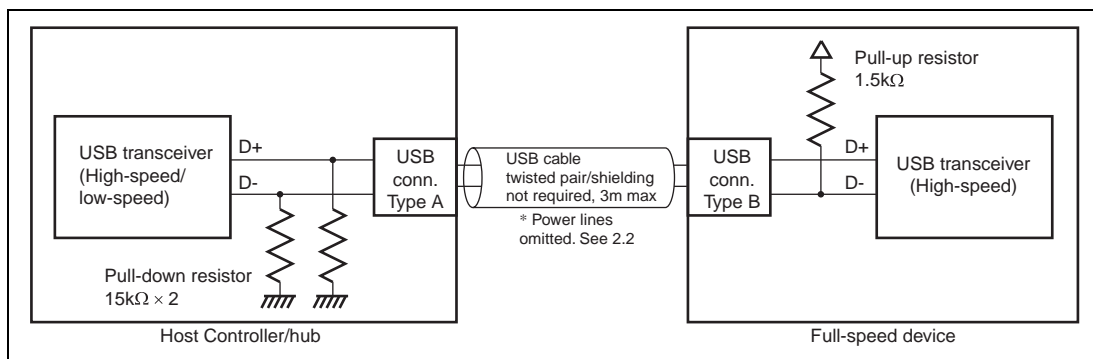 USB transceiver
(High-speed/
low-speed)
D+
D-
USB
conn.
Type A
Pull-down resistor
15kΩ × 2
Host Controller/hub
USB cable
twisted pair/shielding
not required, 3m max
* Power lines
omitted. See 2.2
USB
conn.
Type B
Pull-up resistor
1.5kΩ
D+
D-
USB transceiver
(High-speed)
Full-speed device